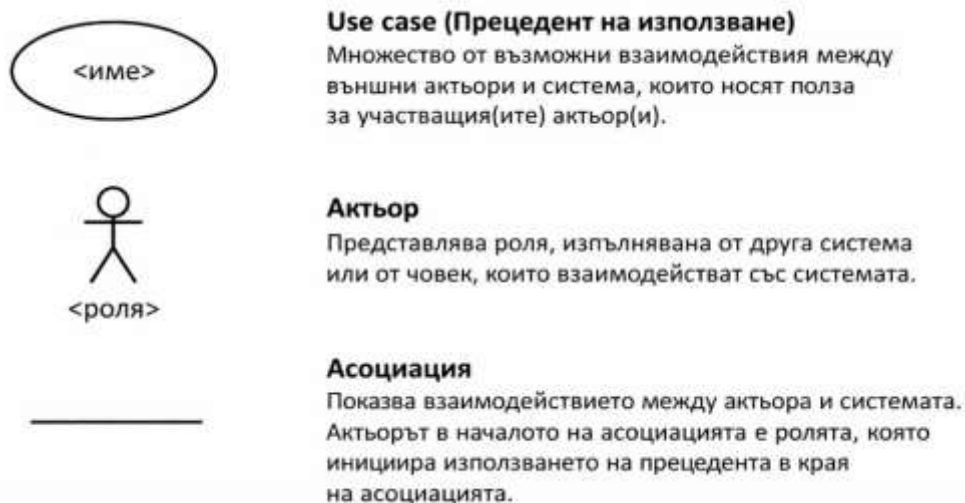 <име>
Use case (Прецедент на използване)
Множество от възможни взаимодействия между
външни актьори и система, които носят полза
за участващия(ите) актьор(и).
<роля>
Актьор
Представлява роля, изпълнявана от друга система
или от човек, които взаимодействат със системата.
Асоциация
Показва взаимодействието между актьора и системата.
Актьорът в началото на асоциацията е ролята, която
инициира използването на прецедента в края
на асоциацията.